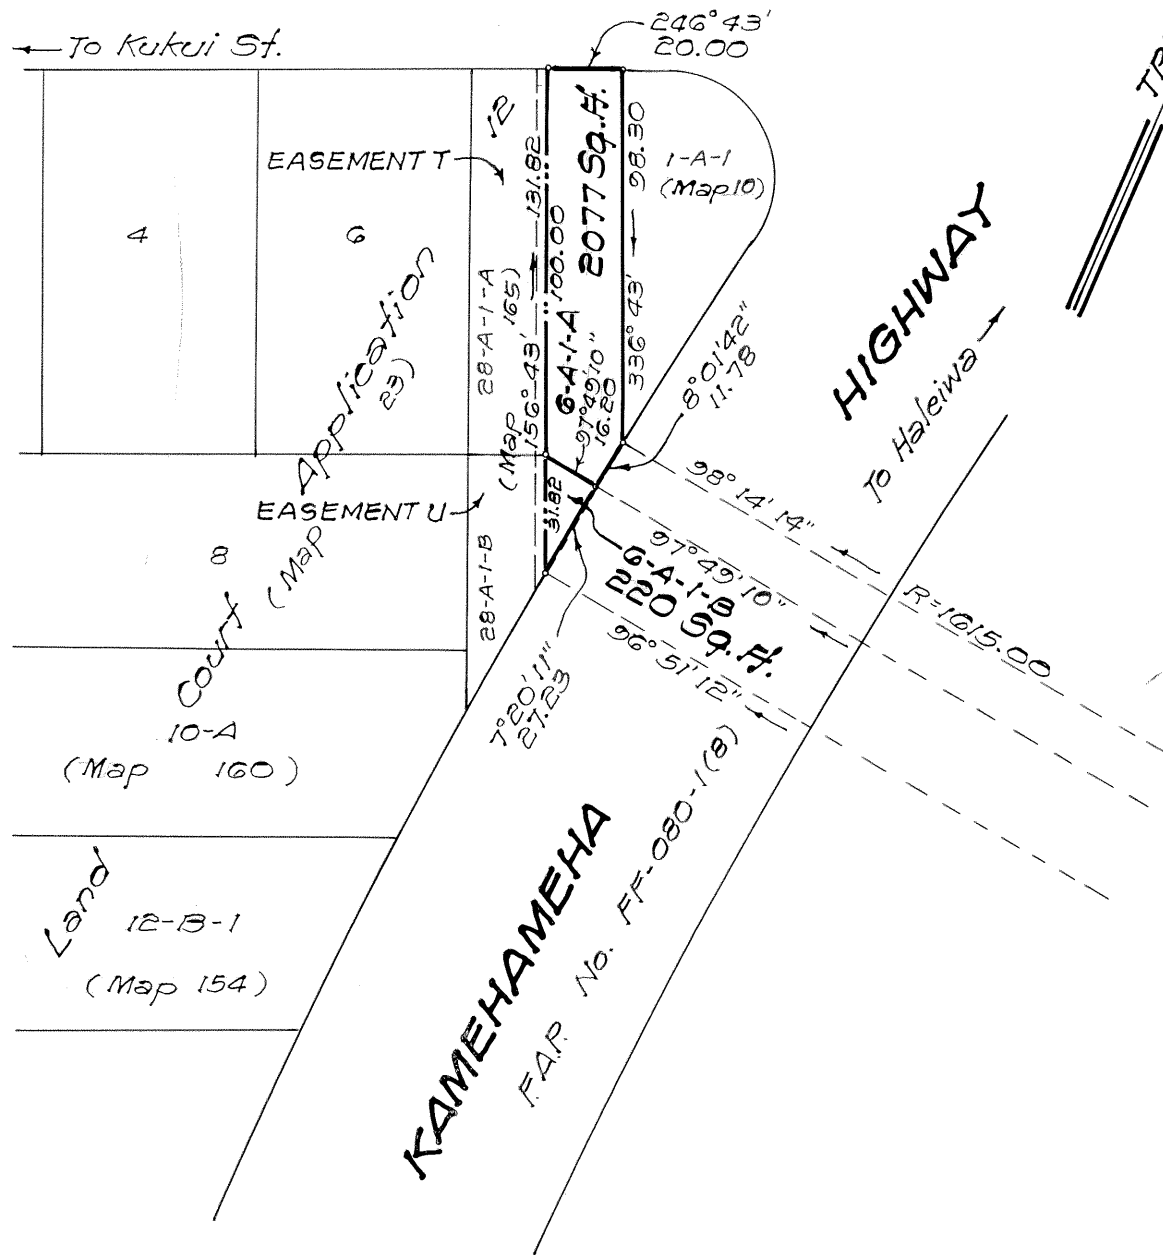 To Kukui St.
246°43'
20.00
TR
12
EASEMENT T
131.82
100.00
2077 Sq.Ft.
98.30
1-A-1
(Map 10)
4
6
28-A-1-A
(Map 165)
156°43'
6-A-1-A
97°49'10"
16.20
336°43'
8°01'42"
11.78
HIGHWAY
To Haleiwa
Land Court Application
(Map 23)
EASEMENT U
31.82
98°14'14"
8
28-A-1-B
97°49'10"
6-A-1-B
220 Sq.Ft.
R=1615.00
96°51'12"
7°20'11"
27.23
10-A
(Map 160)
12-B-1
(Map 154)
KAMEHAMEHA
F.A.P. No. FF-080-1(8)